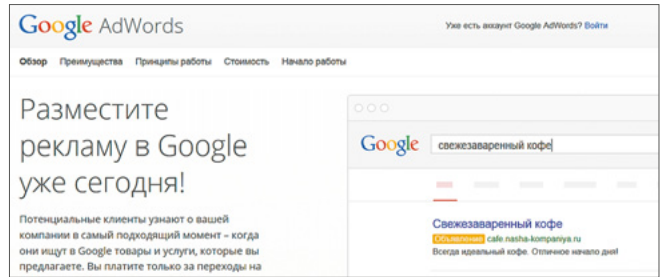 Google AdWords
Уже есть аккаунт Google AdWords? Войти
Обзор Преимущества Принципы работы Стоимость Начало работы
Разместите
рекламу в Google
уже сегодня!
Потенциальные клиенты узнают о вашей
компании в самый подходящий момент – когда
они ищут в Google товары и услуги, которые вы
предлагаете. Вы платите только за переходы на
Google свежезаваренный кофе
Свежезаваренный кофе
Объявление cafe.nasha-kompaniya.ru
Всегда идеальный кофе. Отличное начало дня!